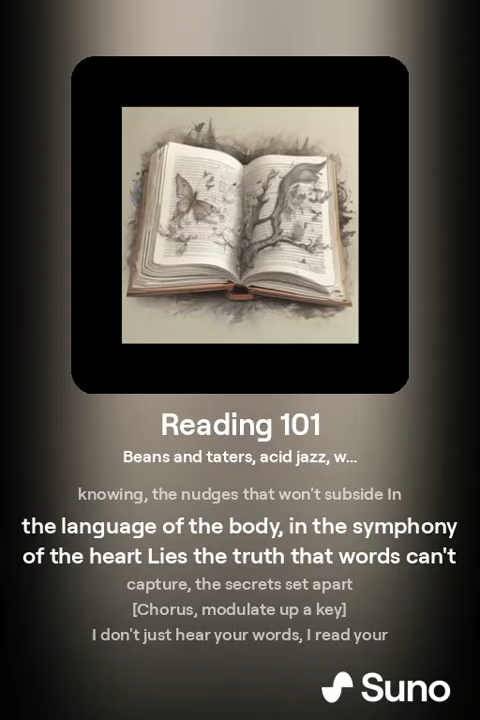 Reading 101
Beans and taters, acid jazz, w...
knowing, the nudges that won't subside In
the language of the body, in the symphony
of the heart Lies the truth that words can't
capture, the secrets set apart
[Chorus, modulate up a key]
I don't just hear your words, I read your
Suno